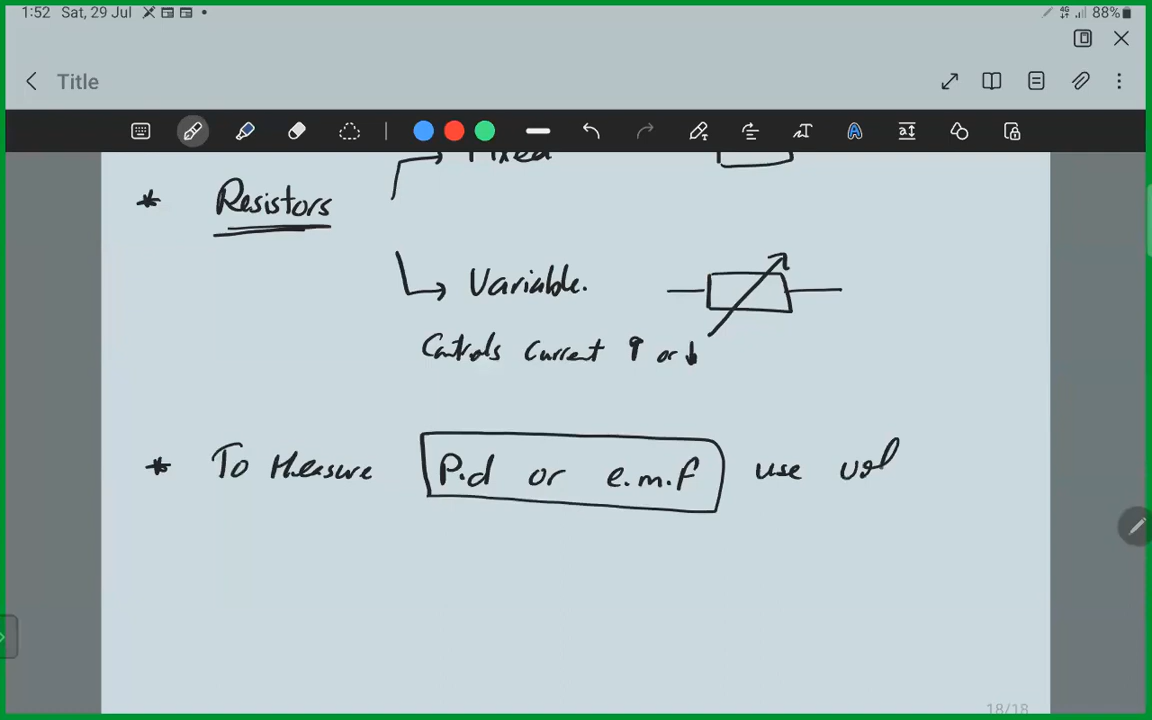 1:52 Sat, 29 Jul
4G 88%
Title
Fixed
* Resistors
Variable.
Controls Current ↑ or ↓
* To Measure P.d or e.m.f use vol
18/18